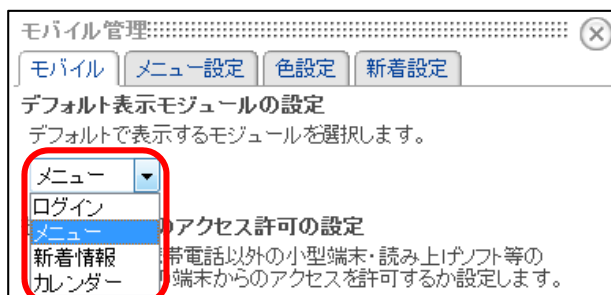 モバイル管理
モバイル メニュー設定 色設定 新着設定
デフォルト表示モジュールの設定
デフォルトで表示するモジュールを選択します。
メニュー
ログイン
メニュー
新着情報
カレンダー
のアクセス許可の設定
帯電話以外の小型端末・読み上げソフト等の
端末からのアクセスを許可するか設定します。